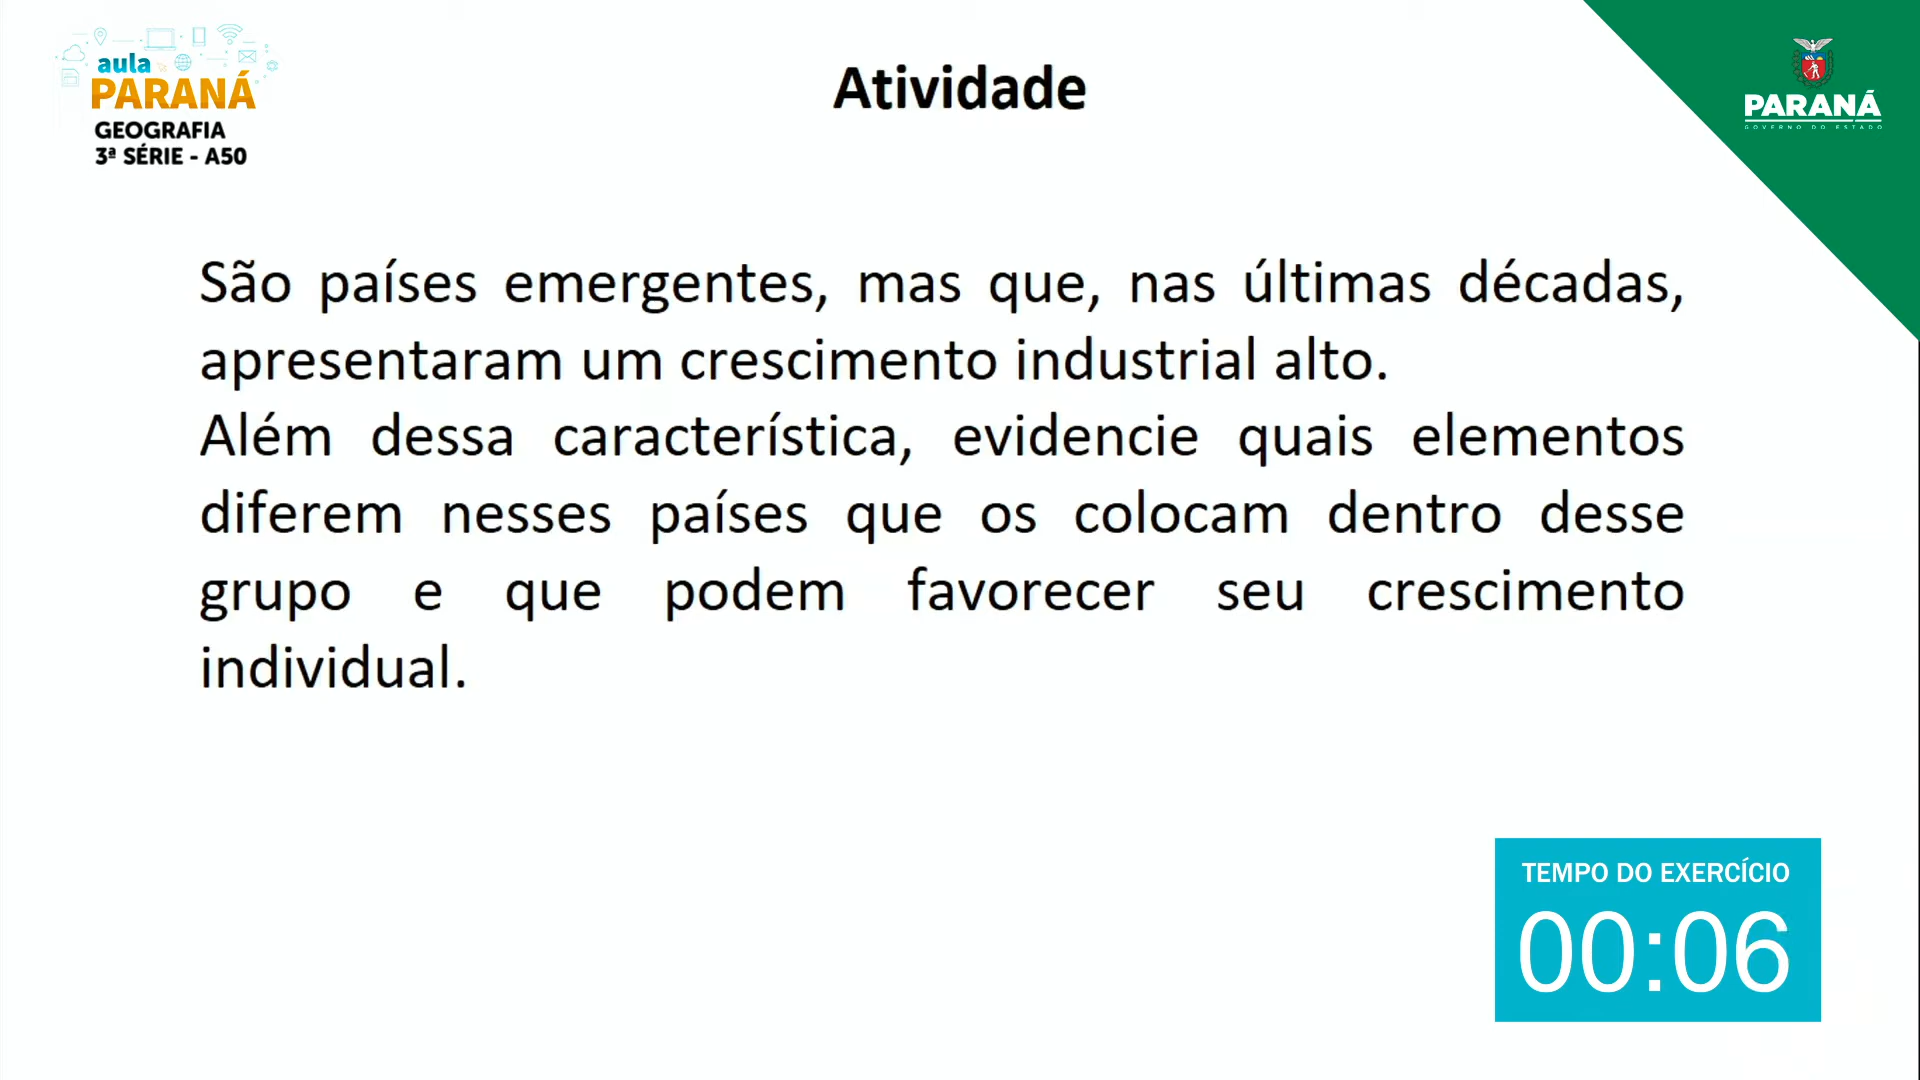 aula
PARANÁ
GEOGRAFIA
3ª SÉRIE - A50
Atividade
PARANÁ
GOVERNO DO ESTADO
São países emergentes, mas que, nas últimas décadas,
apresentaram um crescimento industrial alto.
Além dessa característica, evidencie quais elementos
diferem nesses países que os colocam dentro desse
grupo e que podem favorecer seu crescimento
individual.
TEMPO DO EXERCÍCIO
00:06